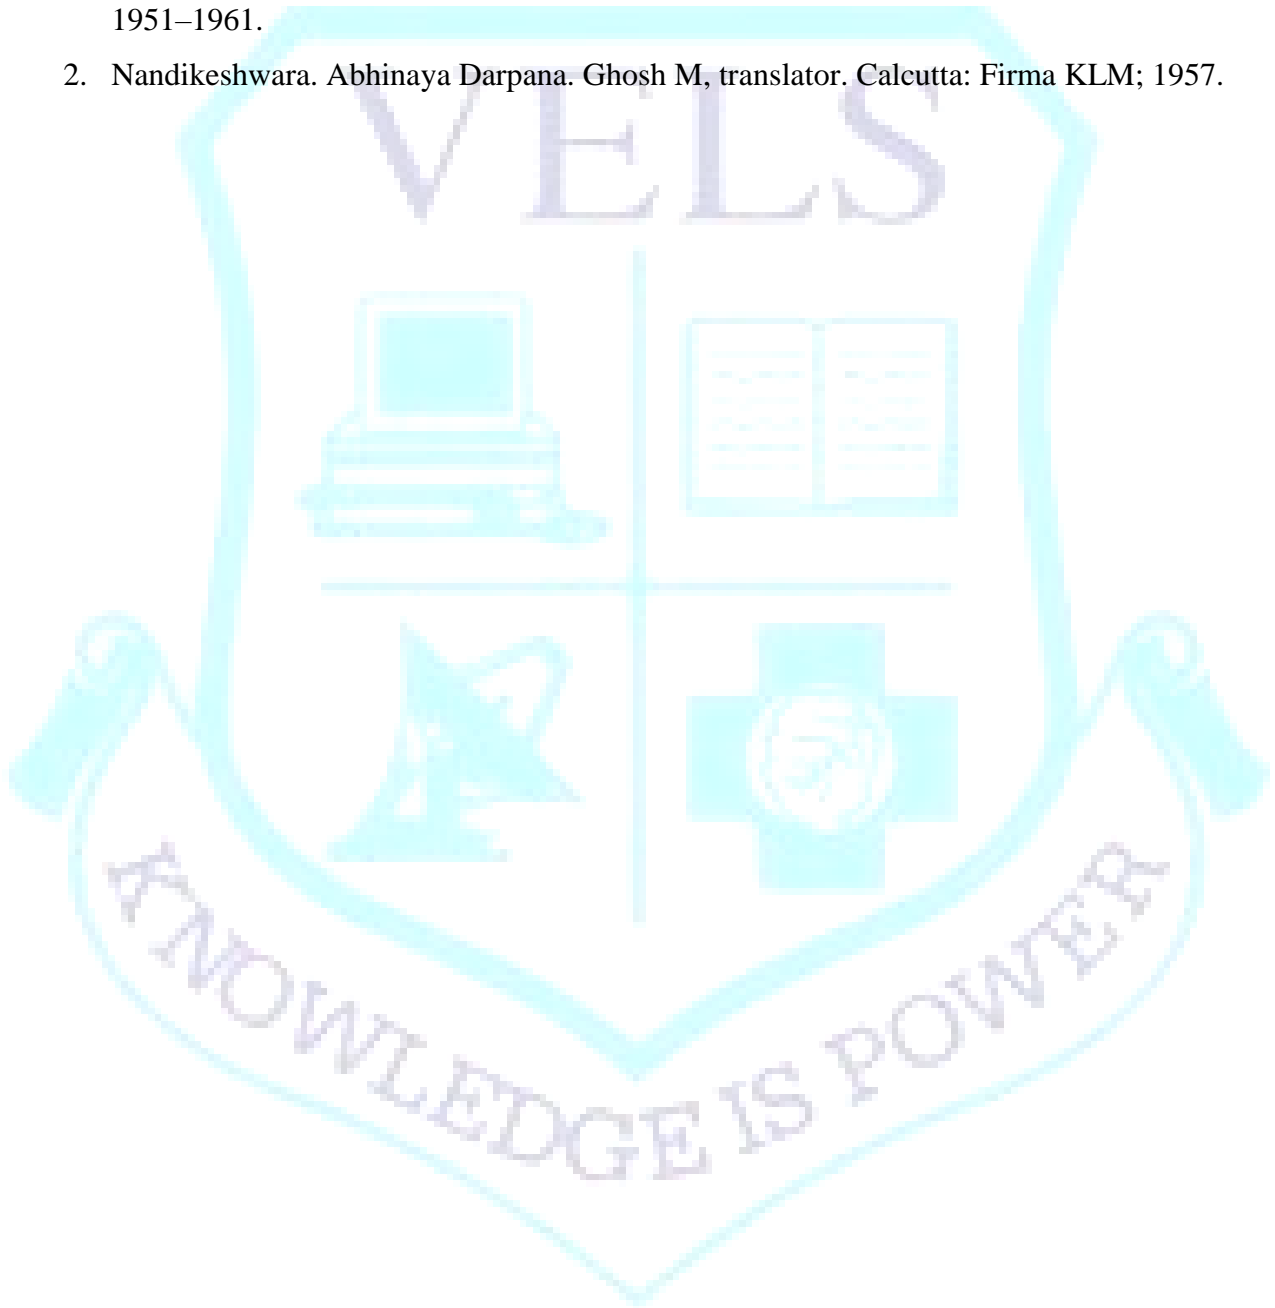 1951–1961.
2. Nandikeshwara. Abhinaya Darpana. Ghosh M, translator. Calcutta: Firma KLM; 1957.
VELS
KNOWLEDGE IS POWER